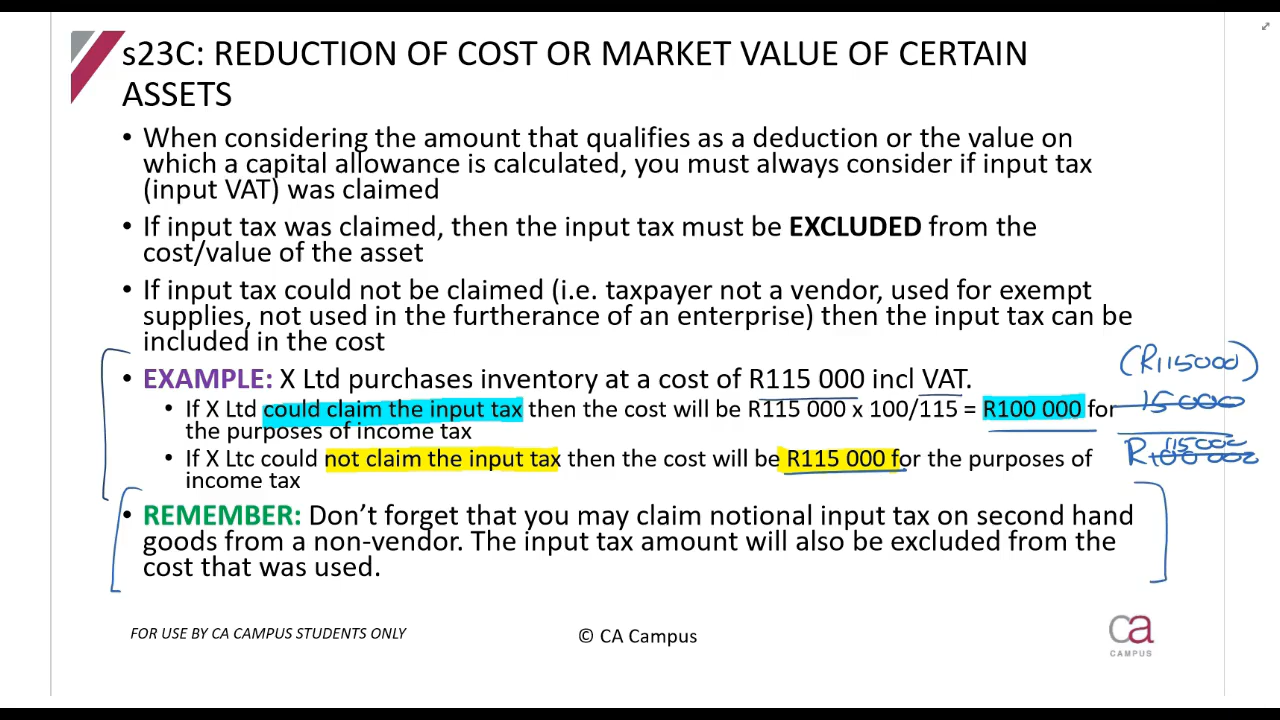 s23C: REDUCTION OF COST OR MARKET VALUE OF CERTAIN
ASSETS
• When considering the amount that qualifies as a deduction or the value on
which a capital allowance is calculated, you must always consider if input tax
(input VAT) was claimed
• If input tax was claimed, then the input tax must be EXCLUDED from the
cost/value of the asset
• If input tax could not be claimed (i.e. taxpayer not a vendor, used for exempt
supplies, not used in the furtherance of an enterprise) then the input tax can be
included in the cost
• EXAMPLE: X Ltd purchases inventory at a cost of R115 000 incl VAT.
• If X Ltd could claim the input tax then the cost will be R115 000 x 100/115 = R100 000 for
the purposes of income tax
• If X Ltc could not claim the input tax then the cost will be R115 000 for the purposes of
income tax
(R115000)
15000
115000
R100 000
• REMEMBER: Don't forget that you may claim notional input tax on second hand
goods from a non-vendor. The input tax amount will also be excluded from the
cost that was used.
FOR USE BY CA CAMPUS STUDENTS ONLY
© CA Campus
ca
CAMPUS